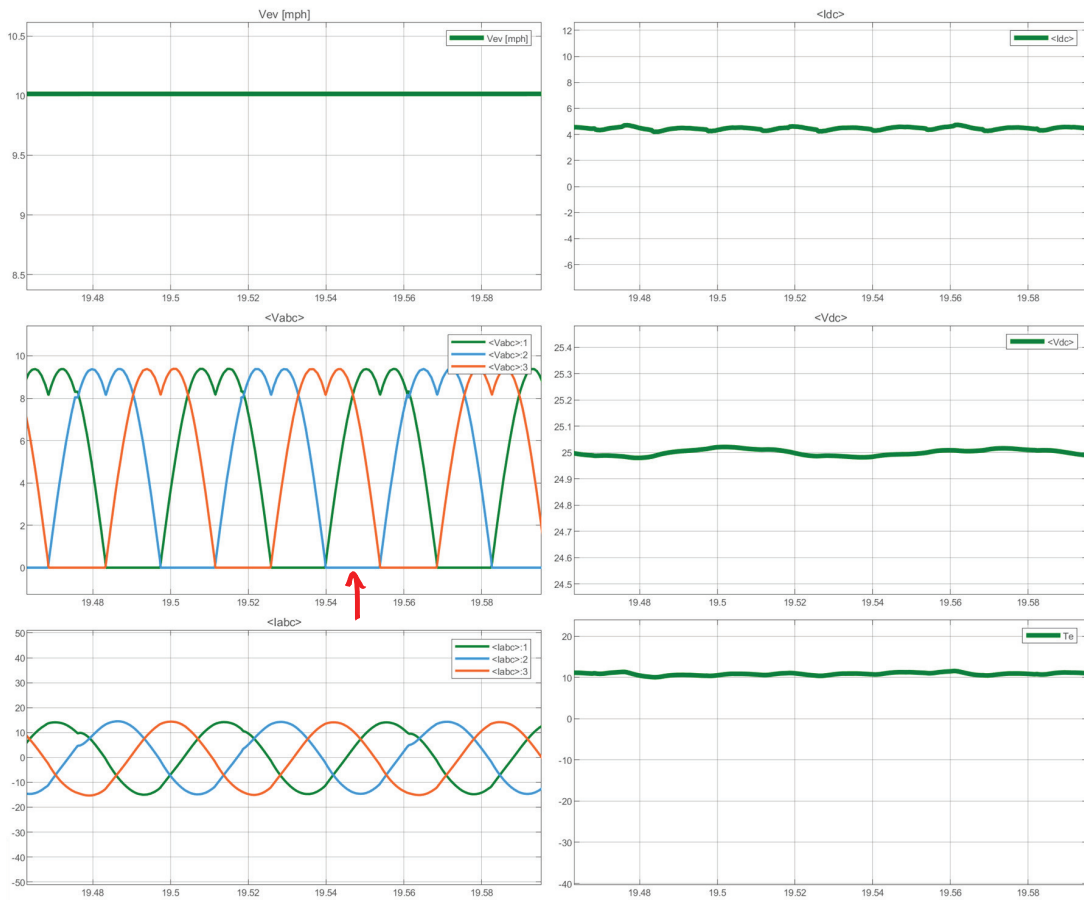 Vev [mph]
10.5
10
9.5
9
8.5
Vev [mph]
19.48 19.5 19.52 19.54 19.56 19.58
<Idc>
12
10
8
6
4
2
0
-2
-4
-6
<Idc>
19.48 19.5 19.52 19.54 19.56 19.58
<Vabc>
10
8
6
4
2
0
<Vabc>:1
<Vabc>:2
<Vabc>:3
19.48 19.5 19.52 19.54 19.56 19.58
<Vdc>
25.4
25.3
25.2
25.1
25
24.9
24.8
24.7
24.6
24.5
<Vdc>
19.48 19.5 19.52 19.54 19.56 19.58
<Iabc>
50
40
30
20
10
0
-10
-20
-30
-40
-50
<Iabc>:1
<Iabc>:2
<Iabc>:3
19.48 19.5 19.52 19.54 19.56 19.58
20
10
0
-10
-20
-30
-40
Te
19.48 19.5 19.52 19.54 19.56 19.58